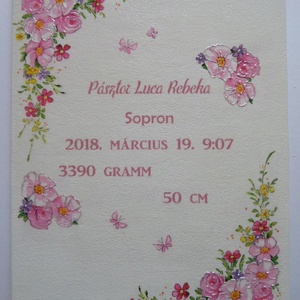 Pásztor Luca Rebeka
Sopron
2018. MÁRCIUS 19. 9:07
3390 GRAMM
50 CM